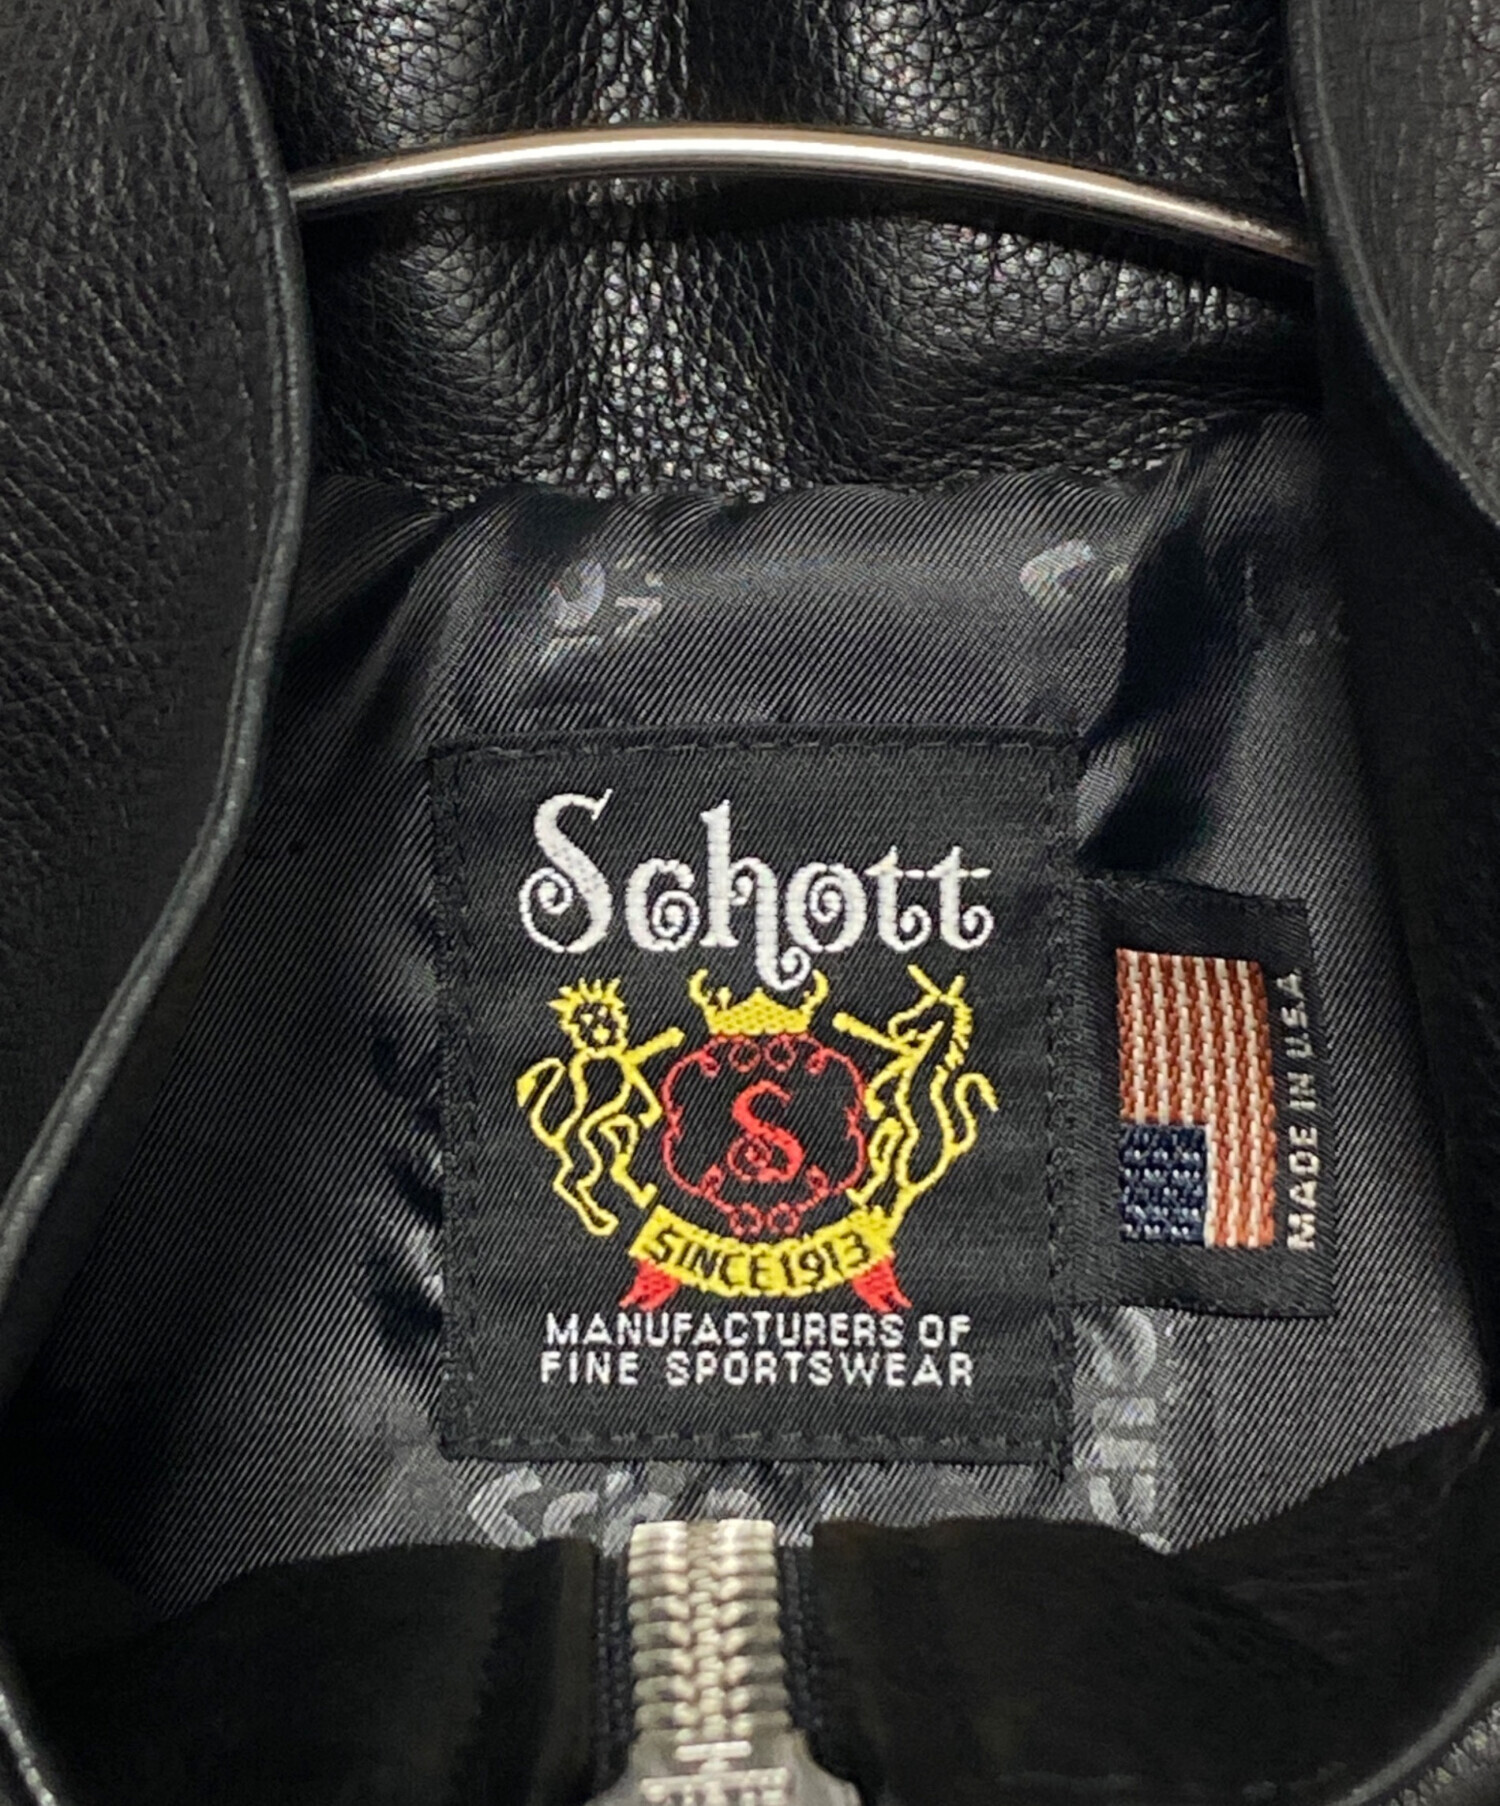 Schott
S
SINCE 1913
MANUFACTURERS OF
FINE SPORTSWEAR
MADE IN U.S.A.